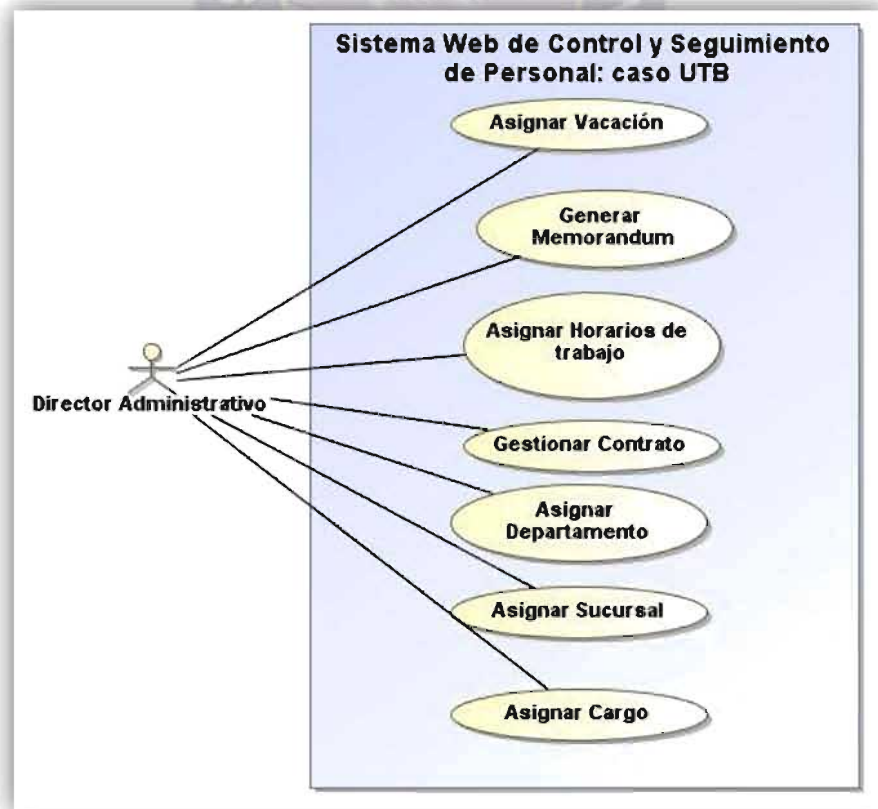 Sistema Web de Control y Seguimiento
de Personal: caso UTB
Asignar Vacación
Generar
Memorandum
Asignar Horarios de
trabajo
Director Administrativo
Gestionar Contrato
Asignar
Departamento
Asignar Sucursal
Asignar Cargo